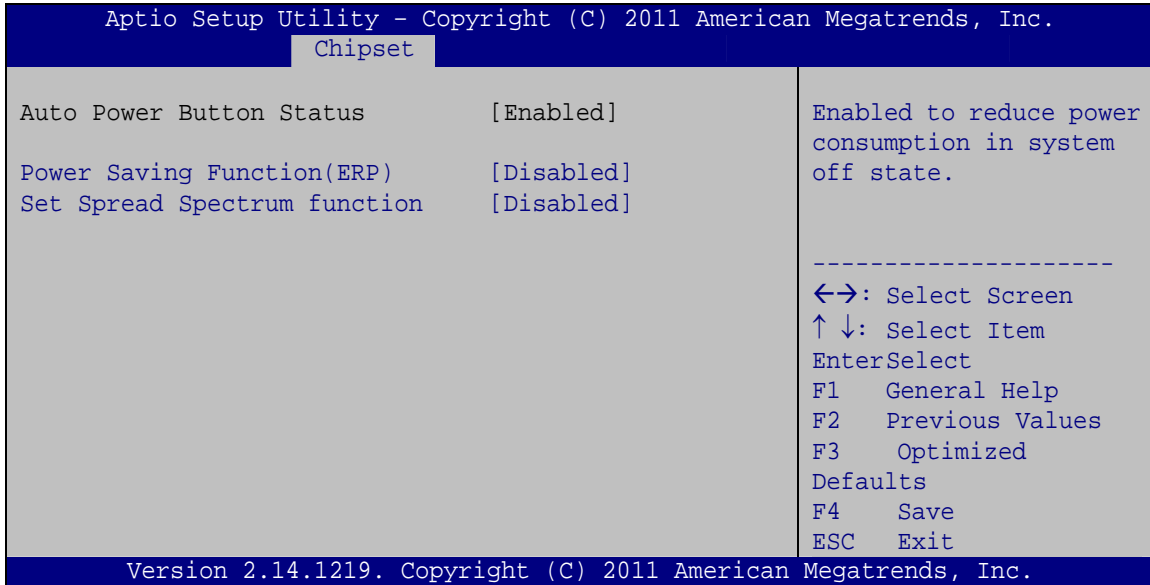 Aptio Setup Utility – Copyright (C) 2011 American Megatrends, Inc.
Chipset
Auto Power Button Status [Enabled]
Power Saving Function(ERP) [Disabled]
Set Spread Spectrum function [Disabled]
Enabled to reduce power
consumption in system
off state.
---------------------
←→: Select Screen
↑ ↓: Select Item
EnterSelect
F1 General Help
F2 Previous Values
F3 Optimized
Defaults
F4 Save
ESC Exit
Version 2.14.1219. Copyright (C) 2011 American Megatrends, Inc.